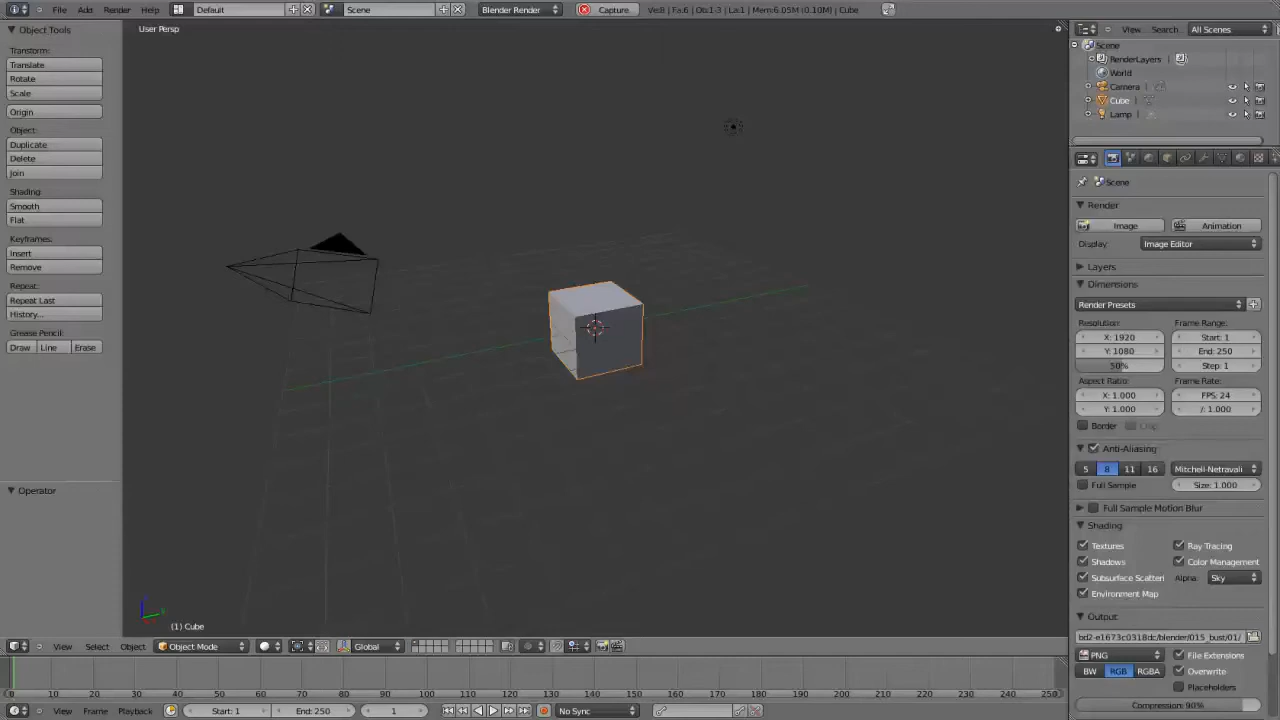 File Add Render Help Default Scene Blender Render Capture... Ve:8 | Fa:6 | Ob:1-3 | La:1 | Mem:6.05M (0.10M) | Cube
Object Tools
Transform:
Translate
Rotate
Scale
Origin
Object:
Duplicate
Delete
Join
Shading:
Smooth
Flat
Keyframes:
Insert
Remove
Repeat:
Repeat Last
History...
Grease Pencil:
Draw Line Erase
Operator
User Persp
(1) Cube
View Select Object Object Mode Global
0 10 20 30 40 50 60 70 80 90 100 110 120 130 140 150 160 170 180 190 200 210 220 230 240 250
View Frame Playback Start: 1 End: 250 1 No Sync
View Search All Scenes
Scene
RenderLayers
World
Camera
Cube
Lamp
Scene
Render
Image Animation
Display: Image Editor
Layers
Dimensions
Render Presets
Resolution: Frame Range:
X: 1920 Start: 1
Y: 1080 End: 250
50% Step: 1
Aspect Ratio: Frame Rate:
X: 1.000 FPS: 24
Y: 1.000 /: 1.000
Border Crop
Anti-Aliasing
5 8 11 16 Mitchell-Netravali
Full Sample Size: 1.000
Full Sample Motion Blur
Shading
Textures Ray Tracing
Shadows Color Management
Subsurface Scatteri Alpha: Sky
Environment Map
Output
bd2-e1673c0318dc/blender/015_bust/01/
PNG File Extensions
BW RGB RGBA Overwrite
Placeholders
Compression: 90%